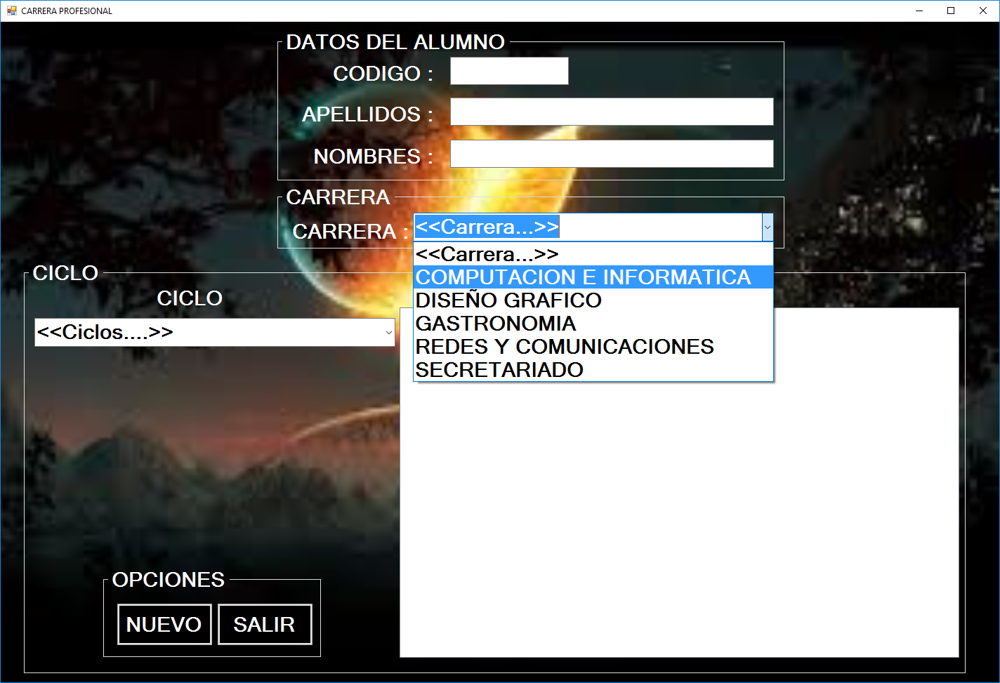 CARRERA PROFESIONAL
DATOS DEL ALUMNO
CODIGO :
APELLIDOS :
NOMBRES :
CARRERA
CARRERA : <<Carrera...>>
<<Carrera...>>
COMPUTACION E INFORMATICA
DISEÑO GRAFICO
GASTRONOMIA
REDES Y COMUNICACIONES
SECRETARIADO
CICLO
CICLO
<<Ciclos....>>
OPCIONES
NUEVO SALIR